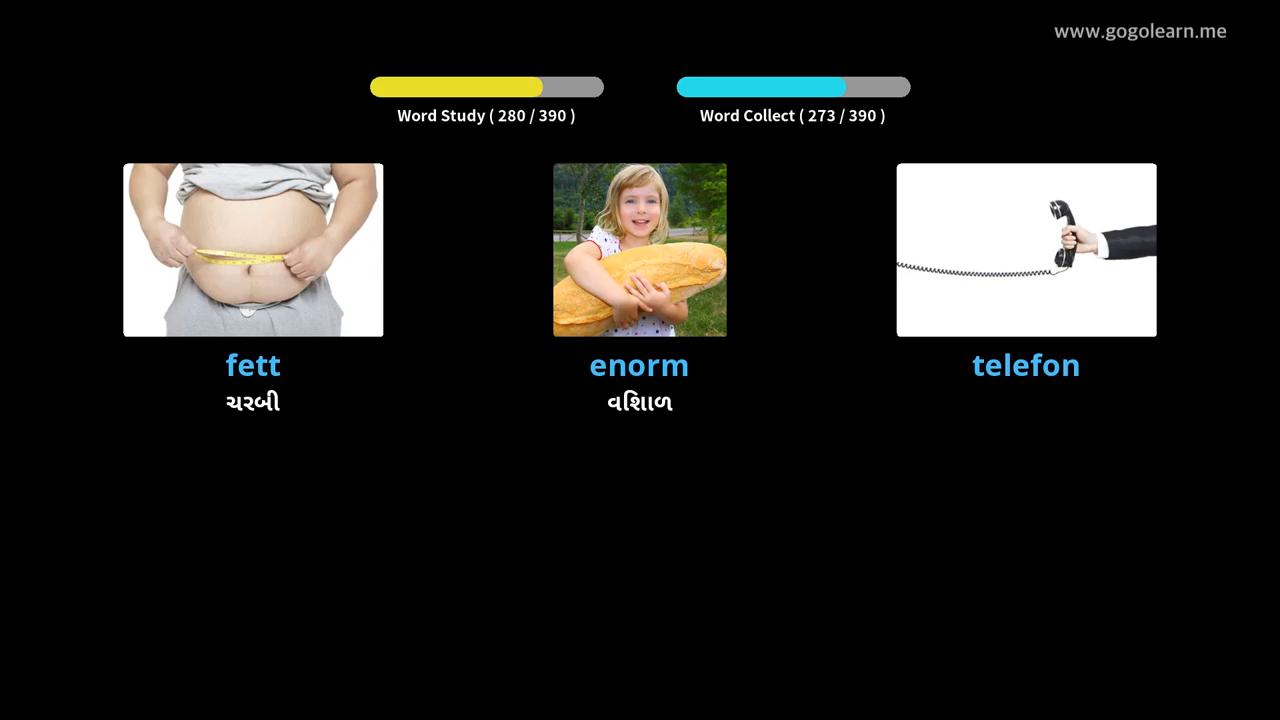 www.gogolearn.me
Word Study ( 280 / 390 )
Word Collect ( 273 / 390 )
fett
enorm
telefon
ચરબી
વિશાળ